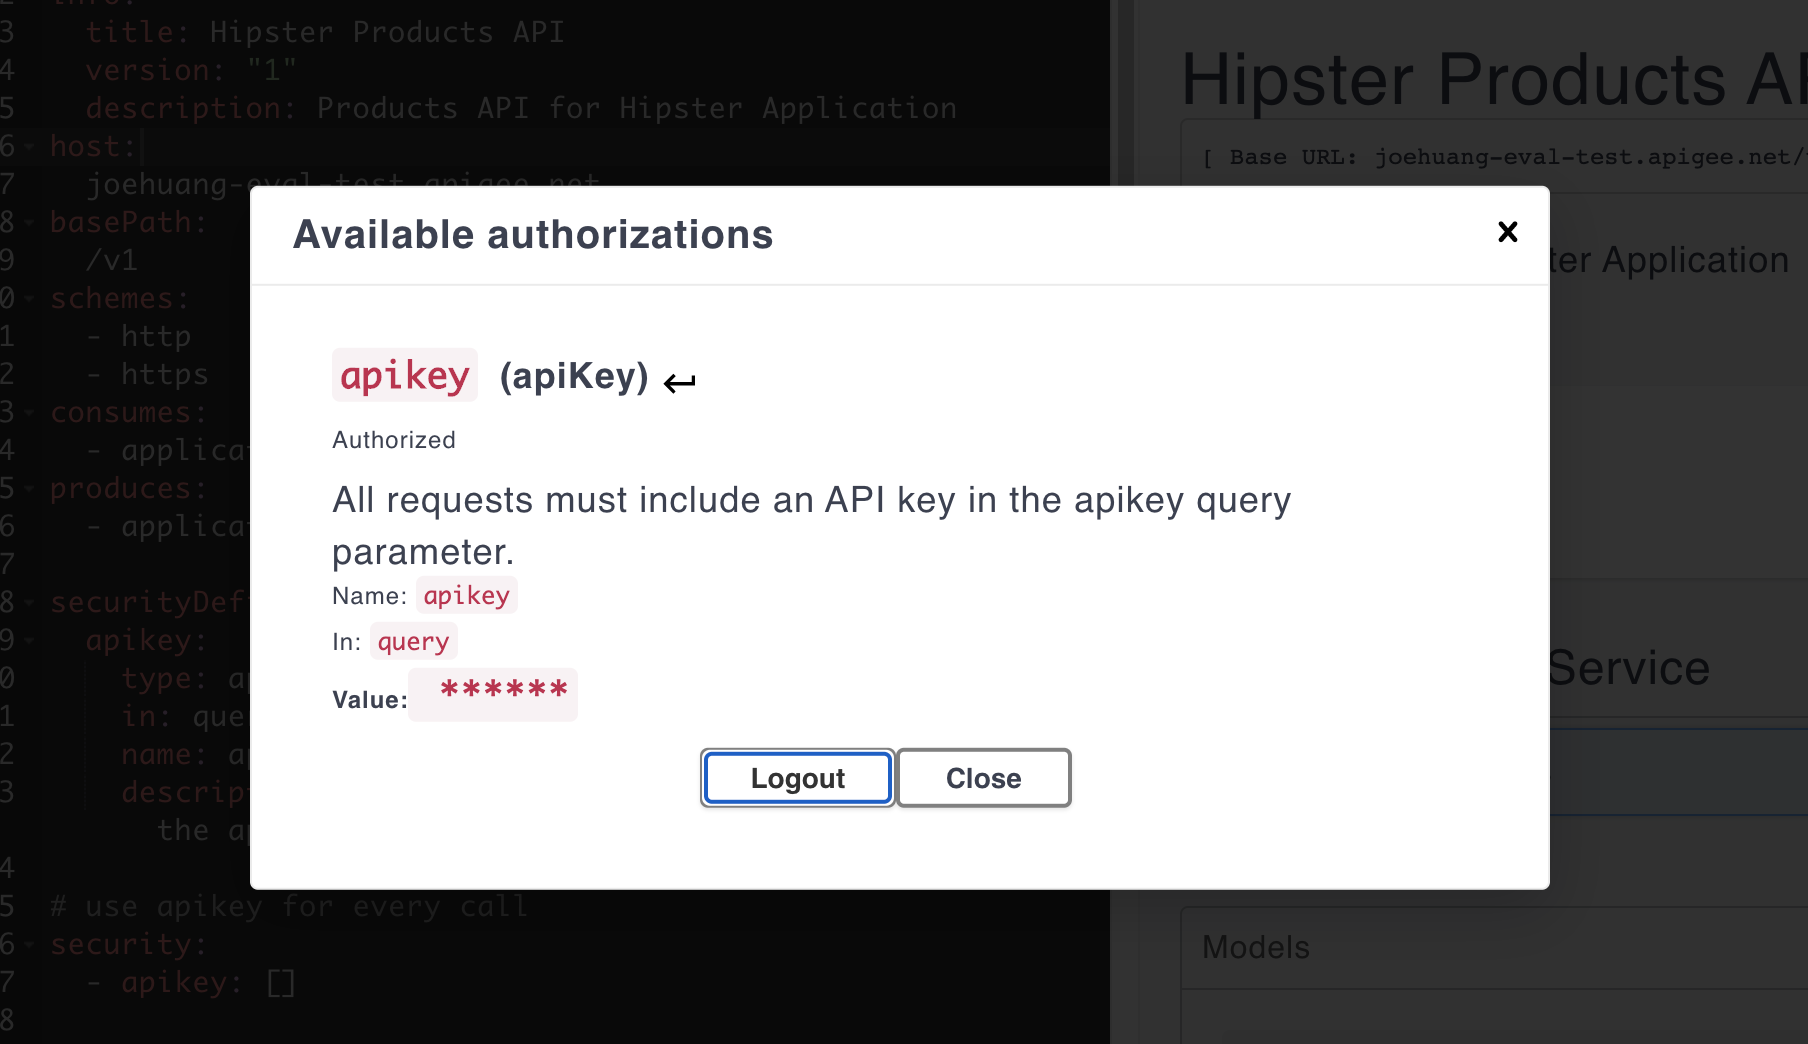 3 title: Hipster Products API
4 version: "1"
5 description: Products API for Hipster Application
6 host:
7 joehuang-eval-test.apigee.net
8 basePath:
9 /v1
0 schemes:
1 - http
2 - https
3 consumes:
4 - applica
5 produces:
6 - applica
7
8 securityDef
9 apikey:
0 type: a
1 in: que
2 name: a
3 descrip
the a
4
5 # use apikey for every call
6 security:
7 - apikey: []
8
Hipster Products A
[ Base URL: joehuang-eval-test.apigee.net/
ter Application
Service
Models
Available authorizations
x
apikey (apiKey) ↵
Authorized
All requests must include an API key in the apikey query
parameter.
Name: apikey
In: query
Value: ******
Logout Close